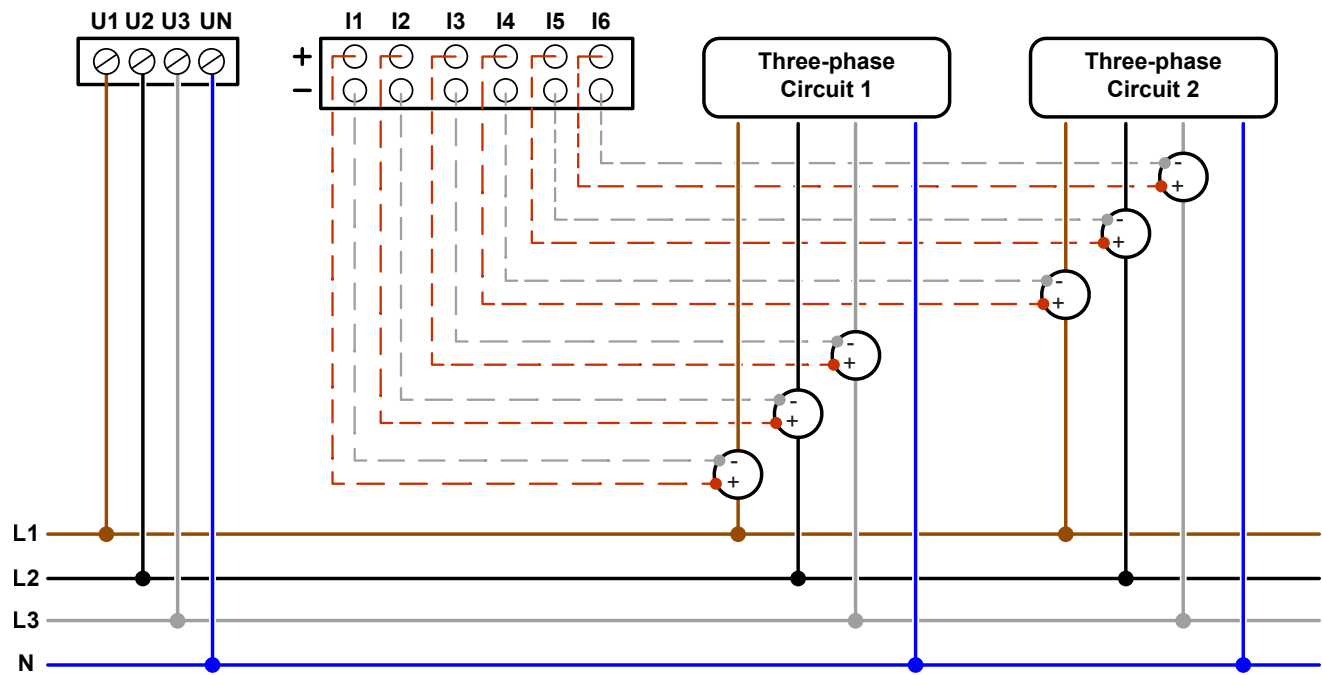 U1 U2 U3 UN
I1 I2 I3 I4 I5 I6
+
−
Three-phase
Circuit 1
Three-phase
Circuit 2
-
+
-
+
-
+
-
+
-
+
-
+
L1
L2
L3
N